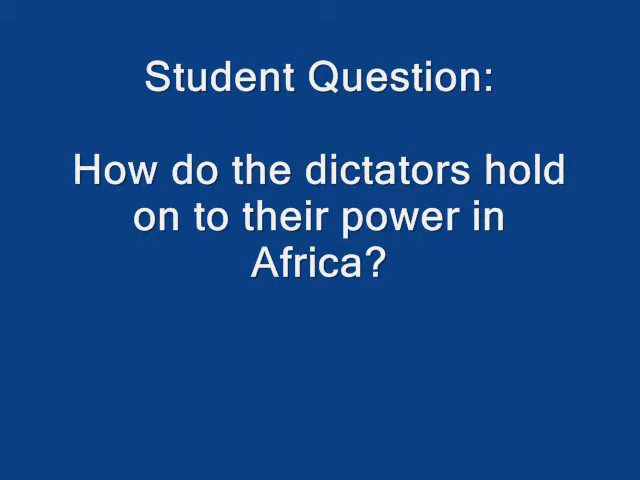 Student Question:
How do the dictators hold
on to their power in
Africa?